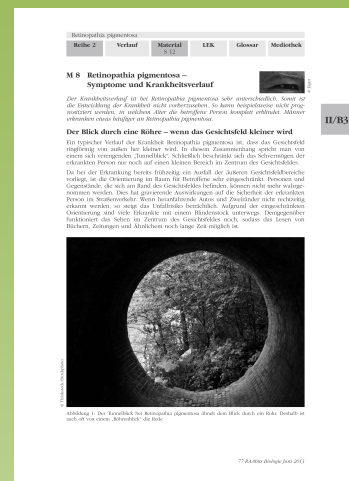 Retinopathia pigmentosa
Reihe 2 Verlauf Material S 12 LEK Glossar Mediothek
M 8 Retinopathia pigmentosa –
Symptome und Krankheitsverlauf
Der Krankheitsverlauf ist bei Retinopathia pigmentosa sehr unterschiedlich. Somit ist
die Entwicklung der Krankheit nicht vorherzusehen. So kann beispielsweise nicht prog-
nostiziert werden, in welchem Alter die betroffene Person komplett erblindet. Männer
erkranken etwas häufiger an Retinopathia pigmentosa.
II/B3
Der Blick durch eine Röhre – wenn das Gesichtsfeld kleiner wird
Ein typischer Verlauf der Krankheit Retinopathia pigmentosa ist, dass das Gesichtsfeld
ringförmig von außen her kleiner wird. In diesem Zusammenhang spricht man von
einem sich verengenden „Tunnelblick“. Schließlich beschränkt sich das Sehvermögen der
erkrankten Person nur noch auf einen kleinen Bereich im Zentrum des Gesichtsfeldes.
Da bei der Erkrankung bereits frühzeitig ein Ausfall der äußeren Gesichtsfeldbereiche
vorliegt, ist die Orientierung im Raum für Betroffene sehr eingeschränkt. Personen und
Gegenstände, die sich am Rand des Gesichtsfeldes befinden, können nicht mehr wahrge-
nommen werden. Dies hat gravierende Auswirkungen auf die Sicherheit der erkrankten
Person im Straßenverkehr. Wenn heranfahrende Autos und Zweiräder nicht rechtzeitig
erkannt werden, so steigt das Unfallrisiko beträchtlich. Aufgrund der eingeschränkten
Orientierung sind viele Erkrankte mit einem Blindenstock unterwegs. Demgegenüber
funktioniert das Sehen im Zentrum des Gesichtsfeldes noch, sodass das Lesen von
Büchern, Zeitungen und Ähnlichem noch lange Zeit möglich ist.
Abbildung 1: Der Tunnelblick bei Retinopathia pigmentosa ähnelt dem Blick durch ein Rohr. Deshalb ist
auch oft von einem „Röhrenblick“ die Rede
77 RAAbits Biologie Juni 2013